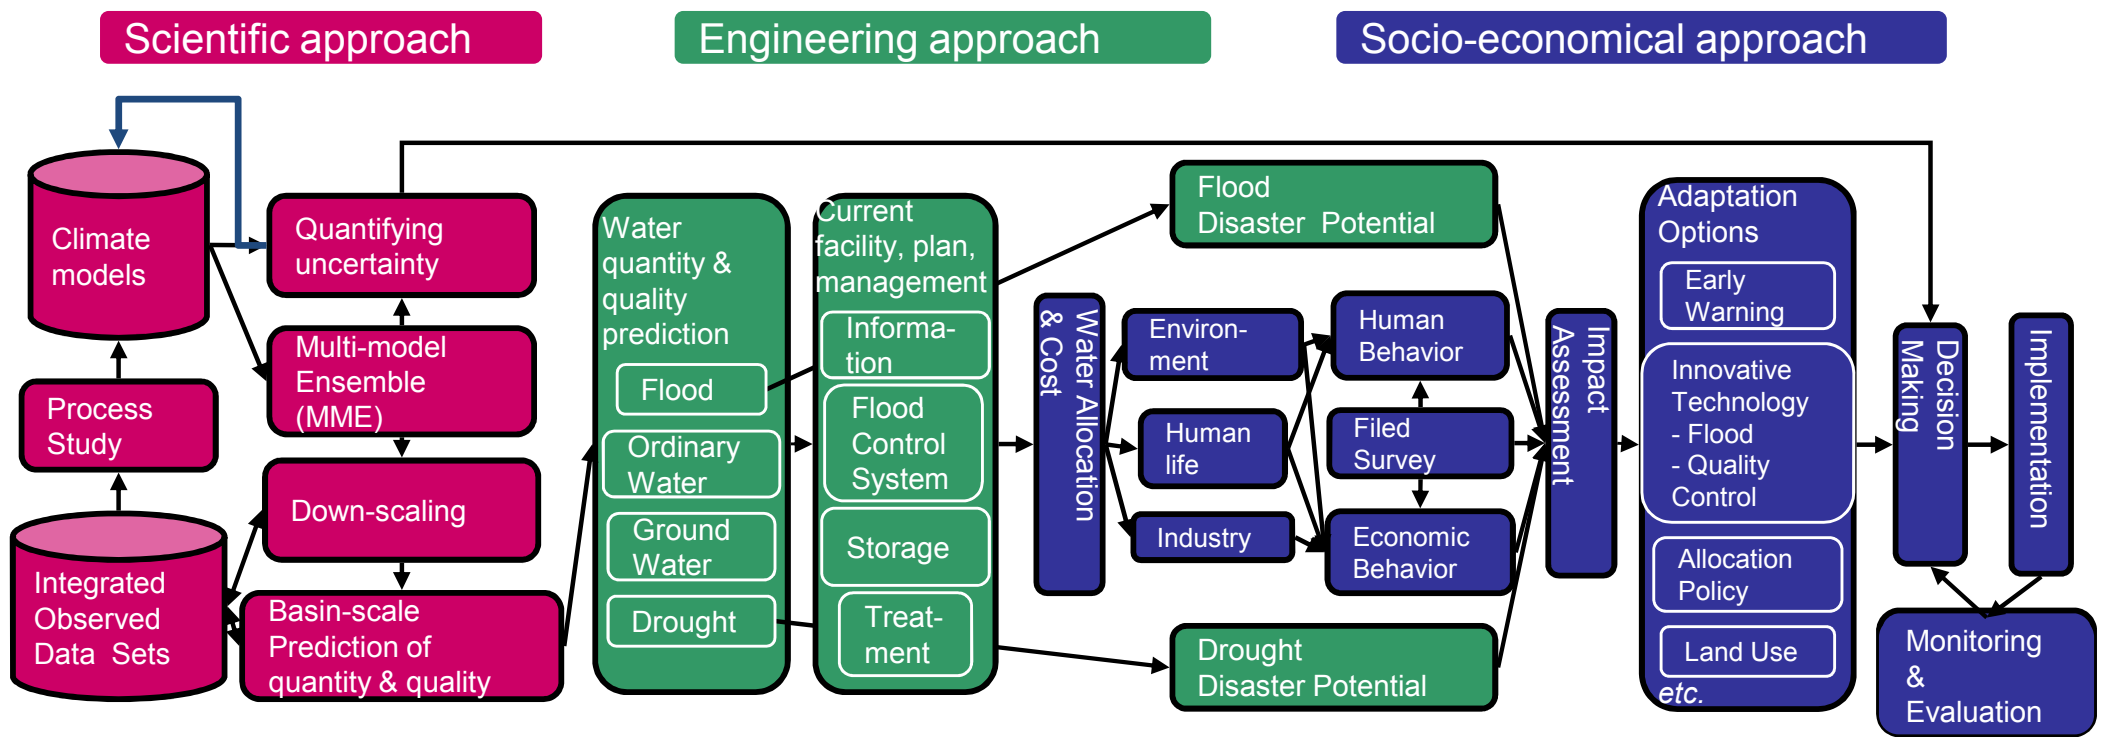 Scientific approach
Engineering approach
Socio-economical approach
Climate
models
Quantifying
uncertainty
Multi-model
Ensemble
(MME)
Process
Study
Down-scaling
Integrated
Observed
Data Sets
Basin-scale
Prediction of
quantity & quality
Water
quantity &
quality
prediction
Flood
Ordinary
Water
Ground
Water
Drought
Current
facility, plan,
management
Informa-
tion
Flood
Control
System
Storage
Treat-
ment
Flood
Disaster Potential
Water Allocation
& Cost
Environ-
ment
Human
life
Industry
Human
Behavior
Filed
Survey
Economic
Behavior
Drought
Disaster Potential
Impact
Assessment
Adaptation
Options
Early
Warning
Innovative
Technology
- Flood
- Quality
Control
Allocation
Policy
Land Use
etc.
Decision
Making
Implementation
Monitoring
&
Evaluation